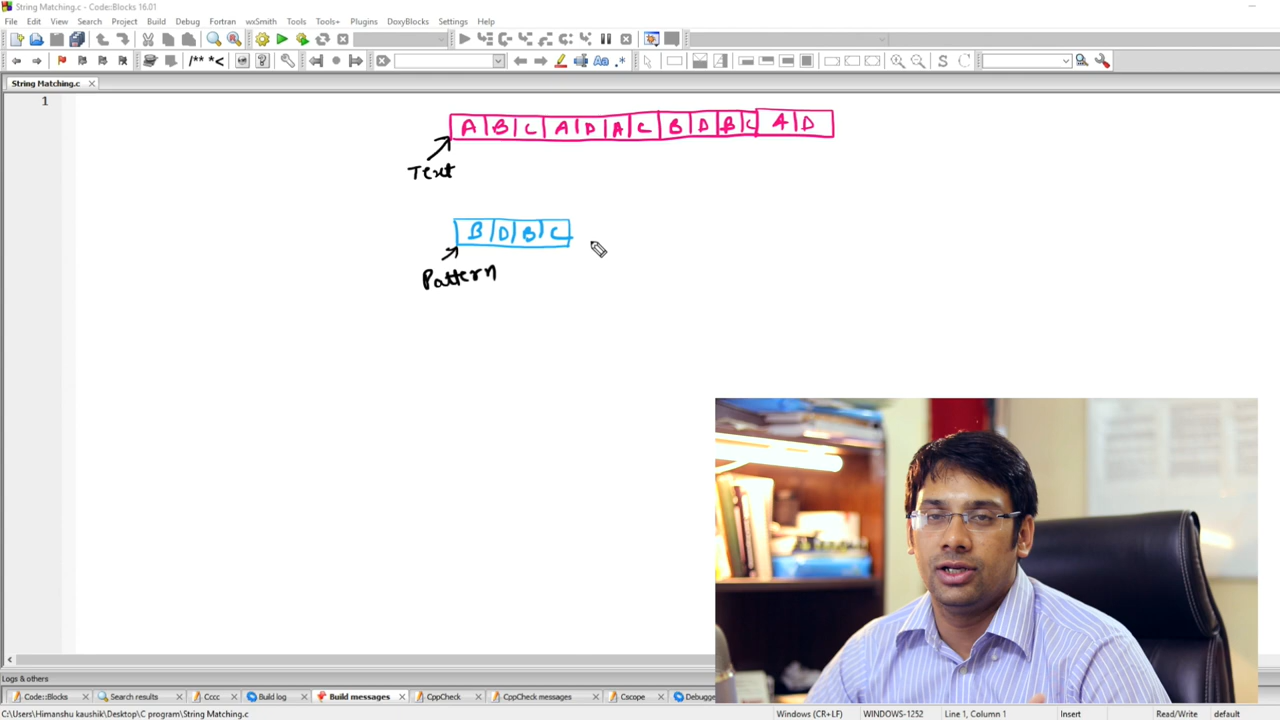 String Matching.c - Code::Blocks 16.01
File Edit View Search Project Build Debug Fortran wxSmith Tools Tools+ Plugins DoxyBlocks Settings Help
/** *< Aa .* S C
String Matching.c
1
A B C A D A C B D B C A D
Text
B D B C
Pattern
Logs & others
Code::Blocks Search results Cccc Build log Build messages CppCheck CppCheck messages Cscope Debugge
C:\Users\Himanshu kaushik\Desktop\C program\String Matching.c Windows (CR+LF) WINDOWS-1252 Line 1, Column 1 Insert Read/Write default